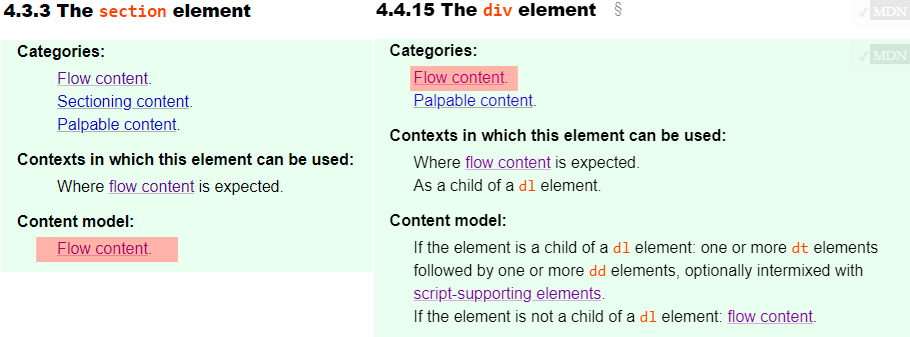 4.3.3 The section element
Categories:
Flow content.
Sectioning content.
Palpable content.
Contexts in which this element can be used:
Where flow content is expected.
Content model:
Flow content.
4.4.15 The div element §
✓ MDN
✓ MDN
Categories:
Flow content.
Palpable content.
Contexts in which this element can be used:
Where flow content is expected.
As a child of a dl element.
Content model:
If the element is a child of a dl element: one or more dt elements
followed by one or more dd elements, optionally intermixed with
script-supporting elements.
If the element is not a child of a dl element: flow content.